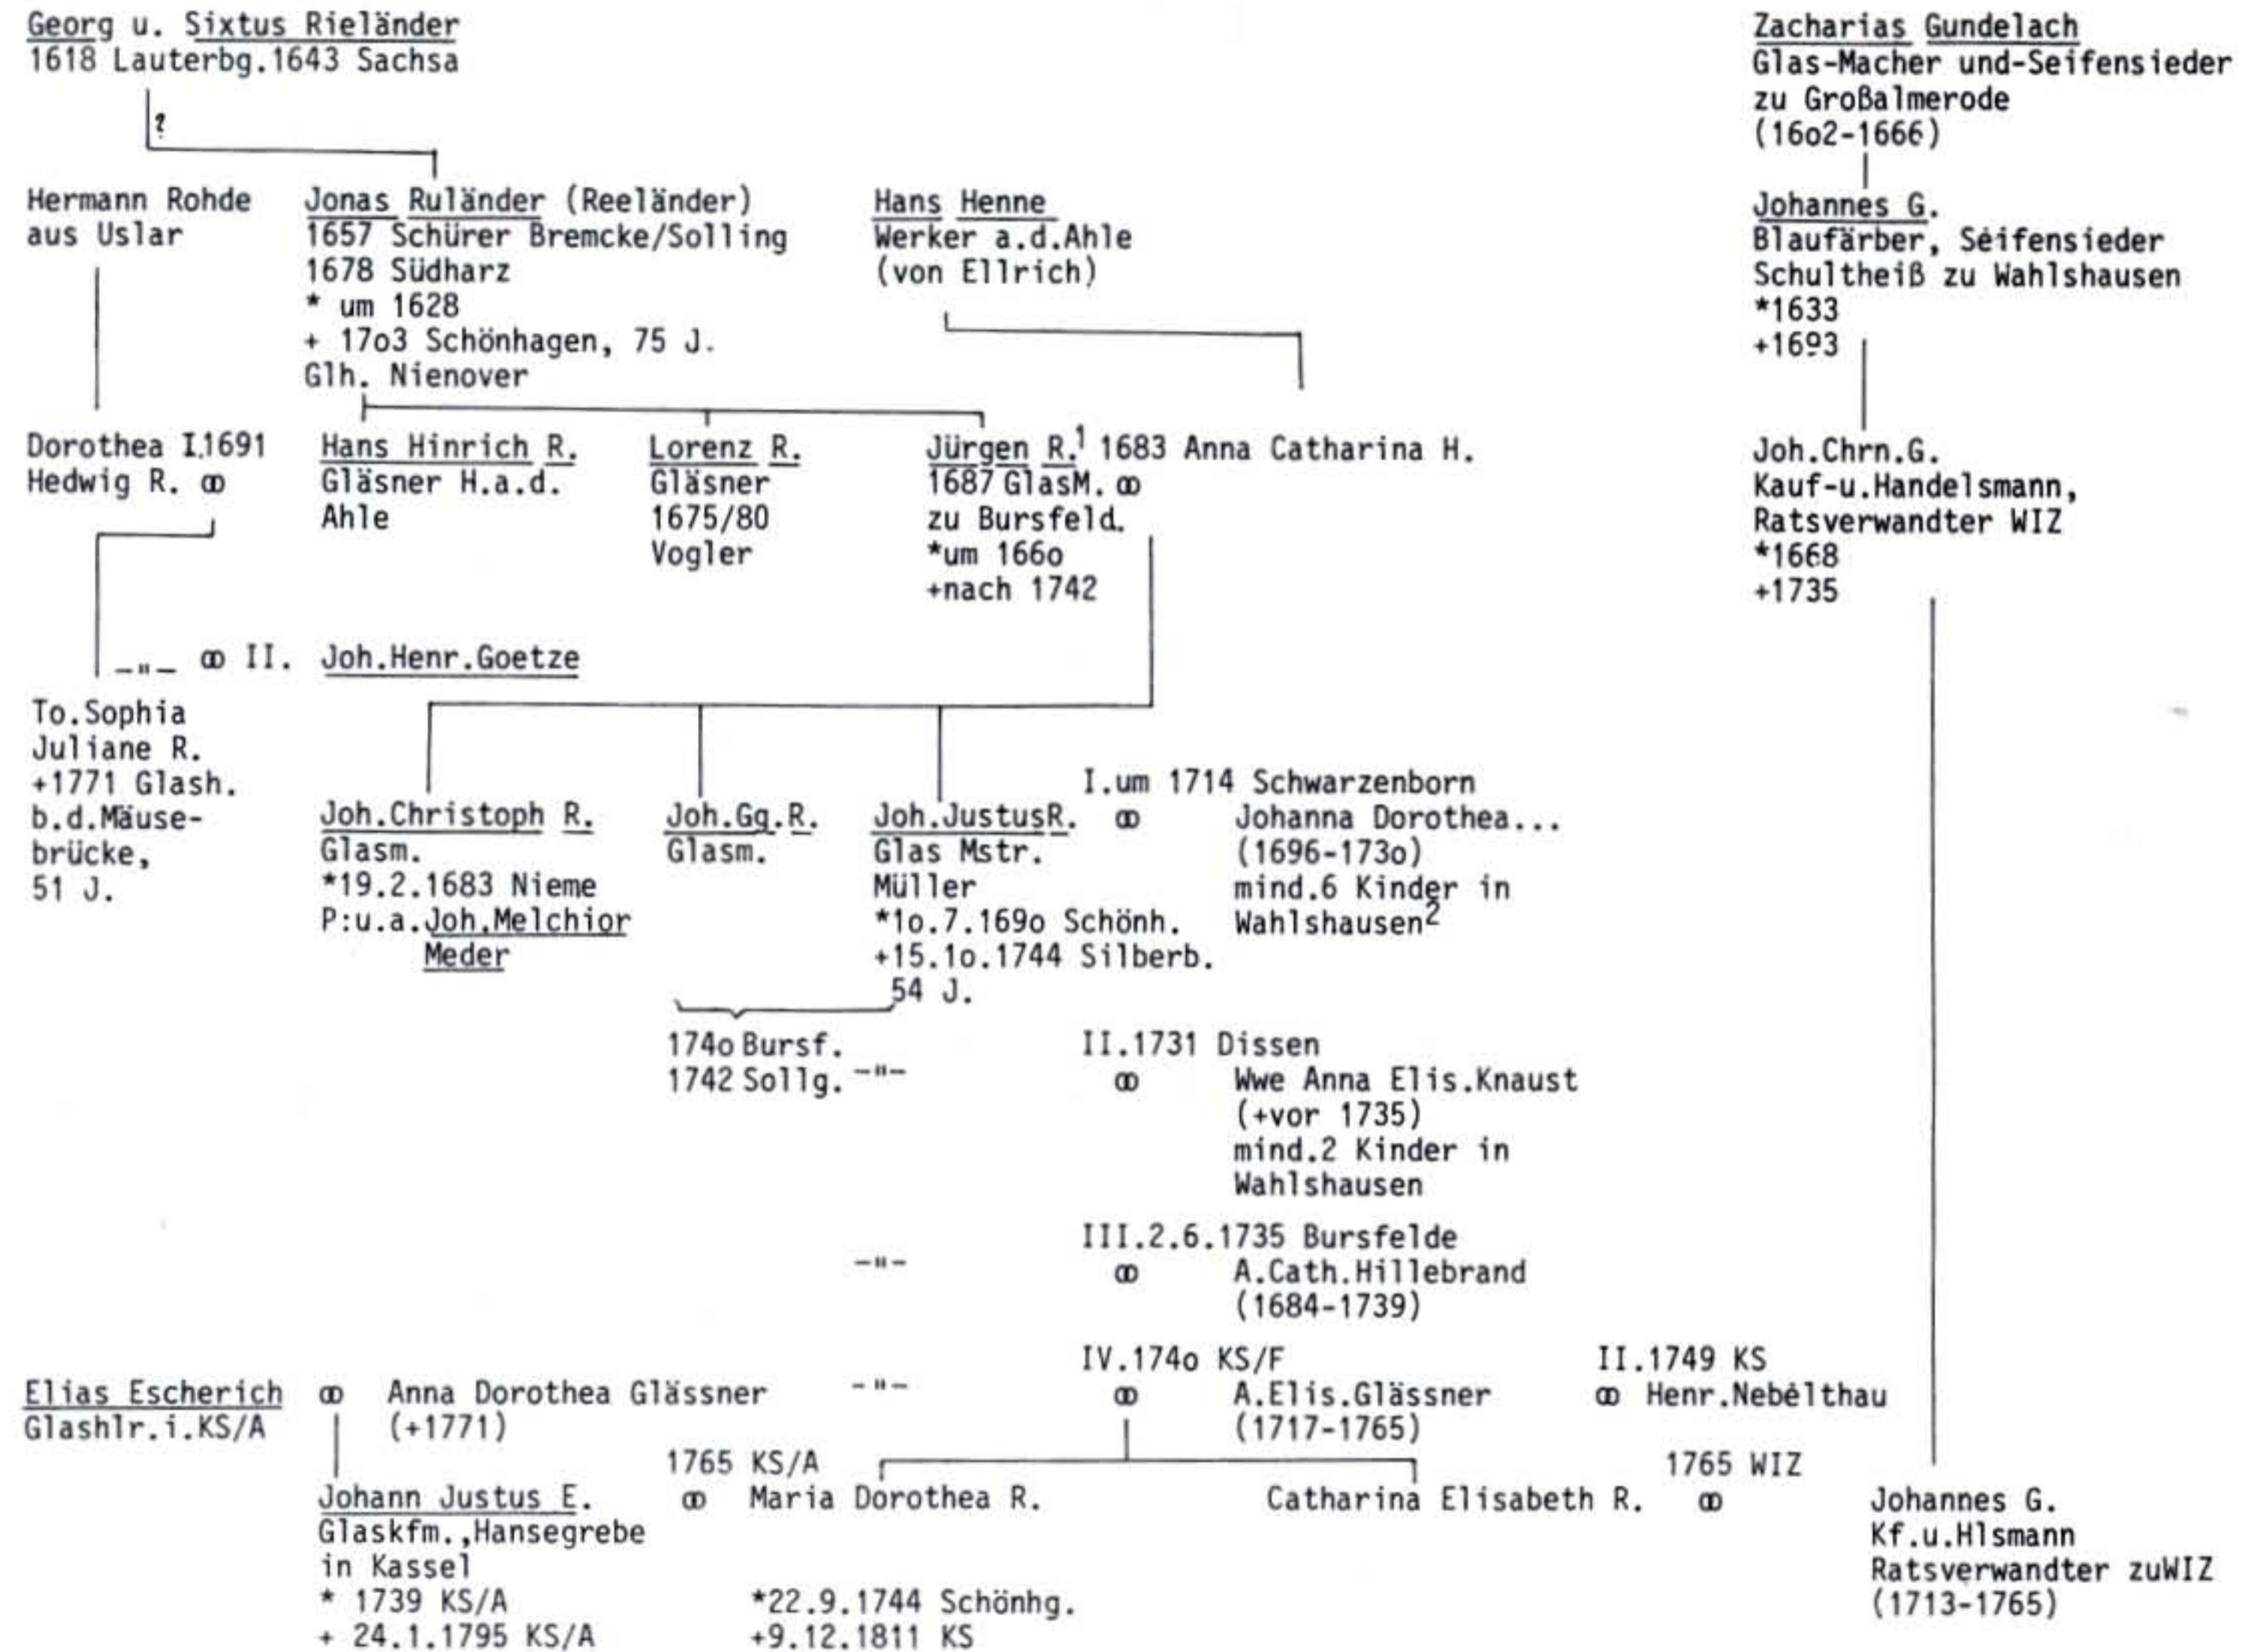 Georg u. Sixtus Rieländer
1618 Lauterbg.1643 Sachsa
?
Zacharias Gundelach
Glas-Macher und-Seifensieder
zu Großalmerode
(16o2-1666)
Hermann Rohde
aus Uslar
Jonas Ruländer (Reeländer)
1657 Schürer Bremcke/Solling
1678 Südharz
* um 1628
+ 17o3 Schönhagen, 75 J.
Glh. Nienover
Hans Henne
Werker a.d.Ahle
(von Ellrich)
Johannes G.
Blaufärber, Seifensieder
Schultheiß zu Wahlshausen
*1633
+1693
Dorothea I.1691
Hedwig R. ꝏ
Hans Hinrich R.
Gläsner H.a.d.
Ahle
Lorenz R.
Gläsner
1675/80
Vogler
Jürgen R.¹ 1683 Anna Catharina H.
1687 GlasM. ꝏ
zu Bursfeld.
*um 166o
+nach 1742
Joh.Chrn.G.
Kauf-u.Handelsmann,
Ratsverwandter WIZ
*1668
+1735
–"– ꝏ II. Joh.Henr.Goetze
To.Sophia
Juliane R.
+1771 Glash.
b.d.Mäuse-
brücke,
51 J.
Joh.Christoph R.
Glasm.
*19.2.1683 Nieme
P:u.a.Joh.Melchior
Meder
Joh.Gg.R.
Glasm.
Joh.JustusR.
Glas Mstr.
Müller
*1o.7.169o Schönh.
+15.1o.1744 Silberb.
54 J.
I.um 1714 Schwarzenborn
ꝏ Johanna Dorothea...
(1696-173o)
mind.6 Kinder in
Wahlshausen²
174o Bursf.
1742 Sollg. –"–
II.1731 Dissen
ꝏ Wwe Anna Elis.Knaust
(+vor 1735)
mind.2 Kinder in
Wahlshausen
III.2.6.1735 Bursfelde
–"– ꝏ A.Cath.Hillebrand
(1684-1739)
IV.174o KS/F
II.1749 KS
Elias Escherich ꝏ Anna Dorothea Glässner –"– ꝏ A.Elis.Glässner ꝏ Henr.Nebelthau
Glashlr.i.KS/A (+1771) (1717-1765)
1765 KS/A
1765 WIZ
Johann Justus E. ꝏ Maria Dorothea R.
Catharina Elisabeth R. ꝏ Johannes G.
Glaskfm.,Hansegrebe
in Kassel
* 1739 KS/A
+ 24.1.1795 KS/A
*22.9.1744 Schönhg.
+9.12.1811 KS
Kf.u.Hlsmann
Ratsverwandter zuWIZ
(1713-1765)